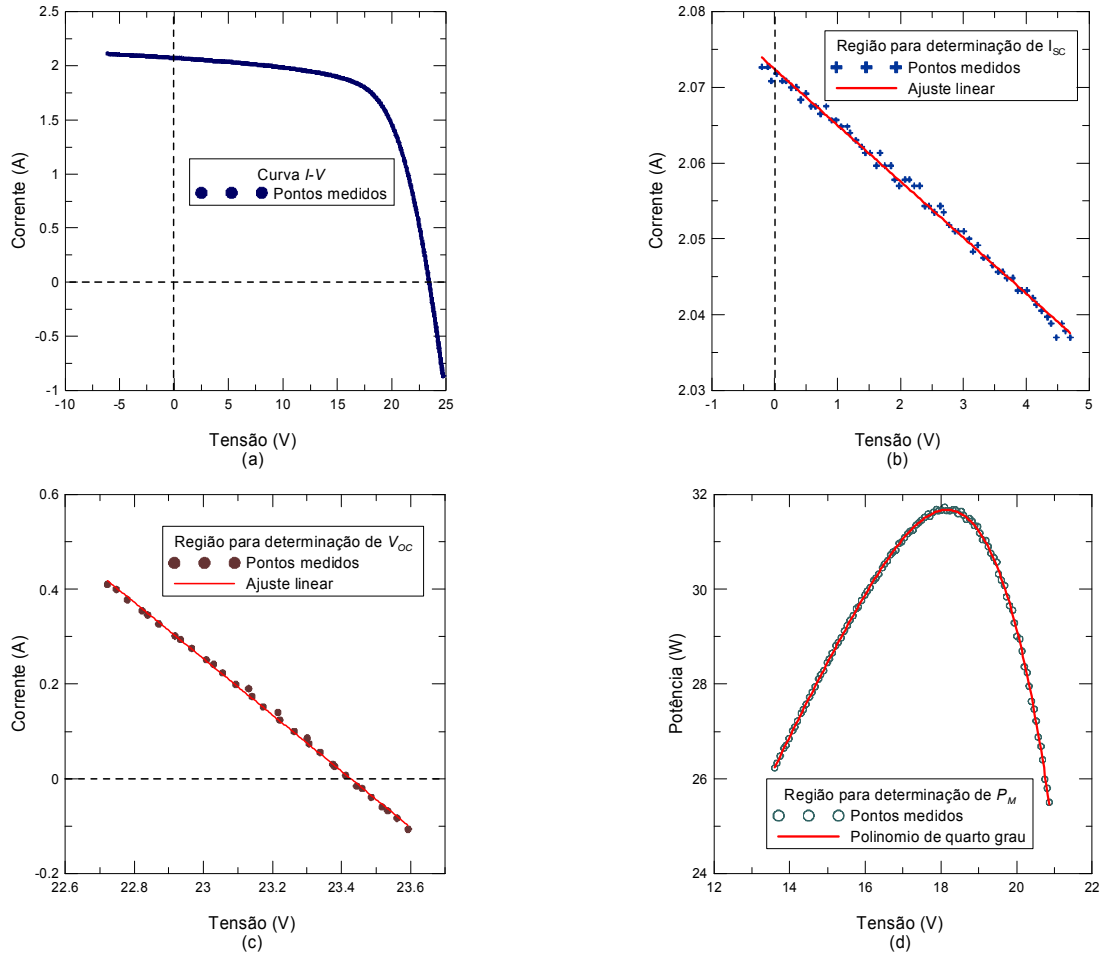 2.5
2
1.5
1
0.5
0
-0.5
-1
Corrente (A)
Curva I-V
Pontos medidos
-10 -5 0 5 10 15 20 25
Tensão (V)
(a)
2.08
2.07
2.06
2.05
2.04
2.03
Corrente (A)
Região para determinação de I_SC
Pontos medidos
Ajuste linear
-1 0 1 2 3 4 5
Tensão (V)
(b)
0.6
0.4
0.2
0
-0.2
Corrente (A)
Região para determinação de V_OC
Pontos medidos
Ajuste linear
22.6 22.8 23 23.2 23.4 23.6
Tensão (V)
(c)
32
30
28
26
24
Potência (W)
Região para determinação de P_M
Pontos medidos
Polinomio de quarto grau
12 14 16 18 20 22
Tensão (V)
(d)